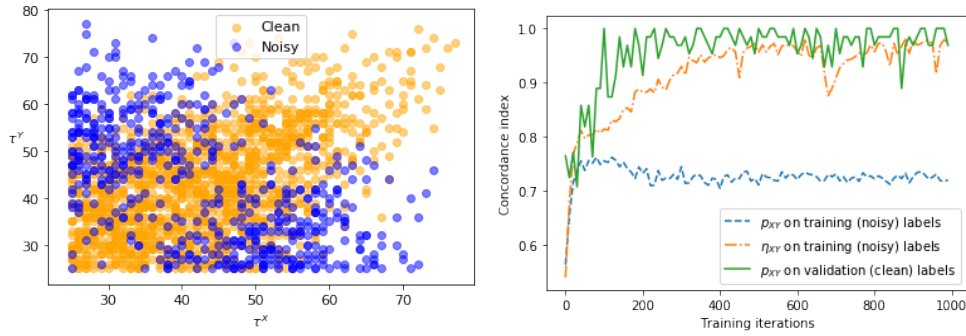 80
70
60
50
40
30
τ^Y
30 40 50 60 70
τ^X
Clean
Noisy
1.0
0.9
0.8
0.7
0.6
Concordance index
0 200 400 600 800 1000
Training iterations
p_XY on training (noisy) labels
η_XY on training (noisy) labels
p_XY on validation (clean) labels